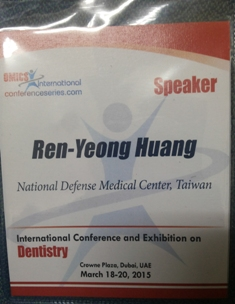 OMICS International
conferenceseries.com
Speaker
Ren-Yeong Huang
National Defense Medical Center, Taiwan
International Conference and Exhibition on
Dentistry
Crowne Plaza, Dubai, UAE
March 18-20, 2015